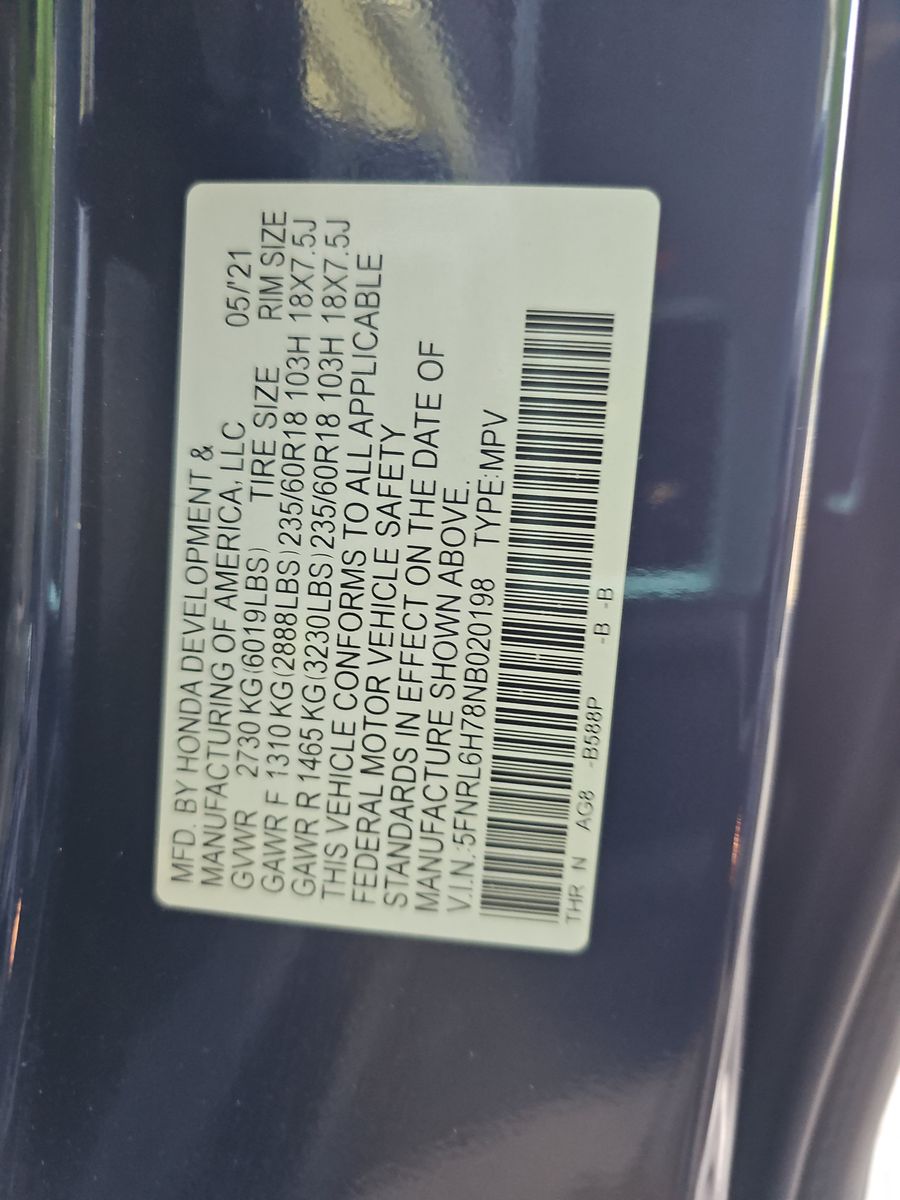 MFD. BY HONDA DEVELOPMENT &
MANUFACTURING OF AMERICA, LLC 05/'21
GVWR 2730 KG(6019LBS) TIRE SIZE RIM SIZE
GAWR F 1310 KG(2888LBS) 235/60R18 103H 18X7.5J
GAWR R 1465 KG(3230LBS) 235/60R18 103H 18X7.5J
THIS VEHICLE CONFORMS TO ALL APPLICABLE
FEDERAL MOTOR VEHICLE SAFETY
STANDARDS IN EFFECT ON THE DATE OF
MANUFACTURE SHOWN ABOVE.
V.I.N.:5FNRL6H78NB020198 TYPE:MPV
THR N AG8 -B588P -B -B